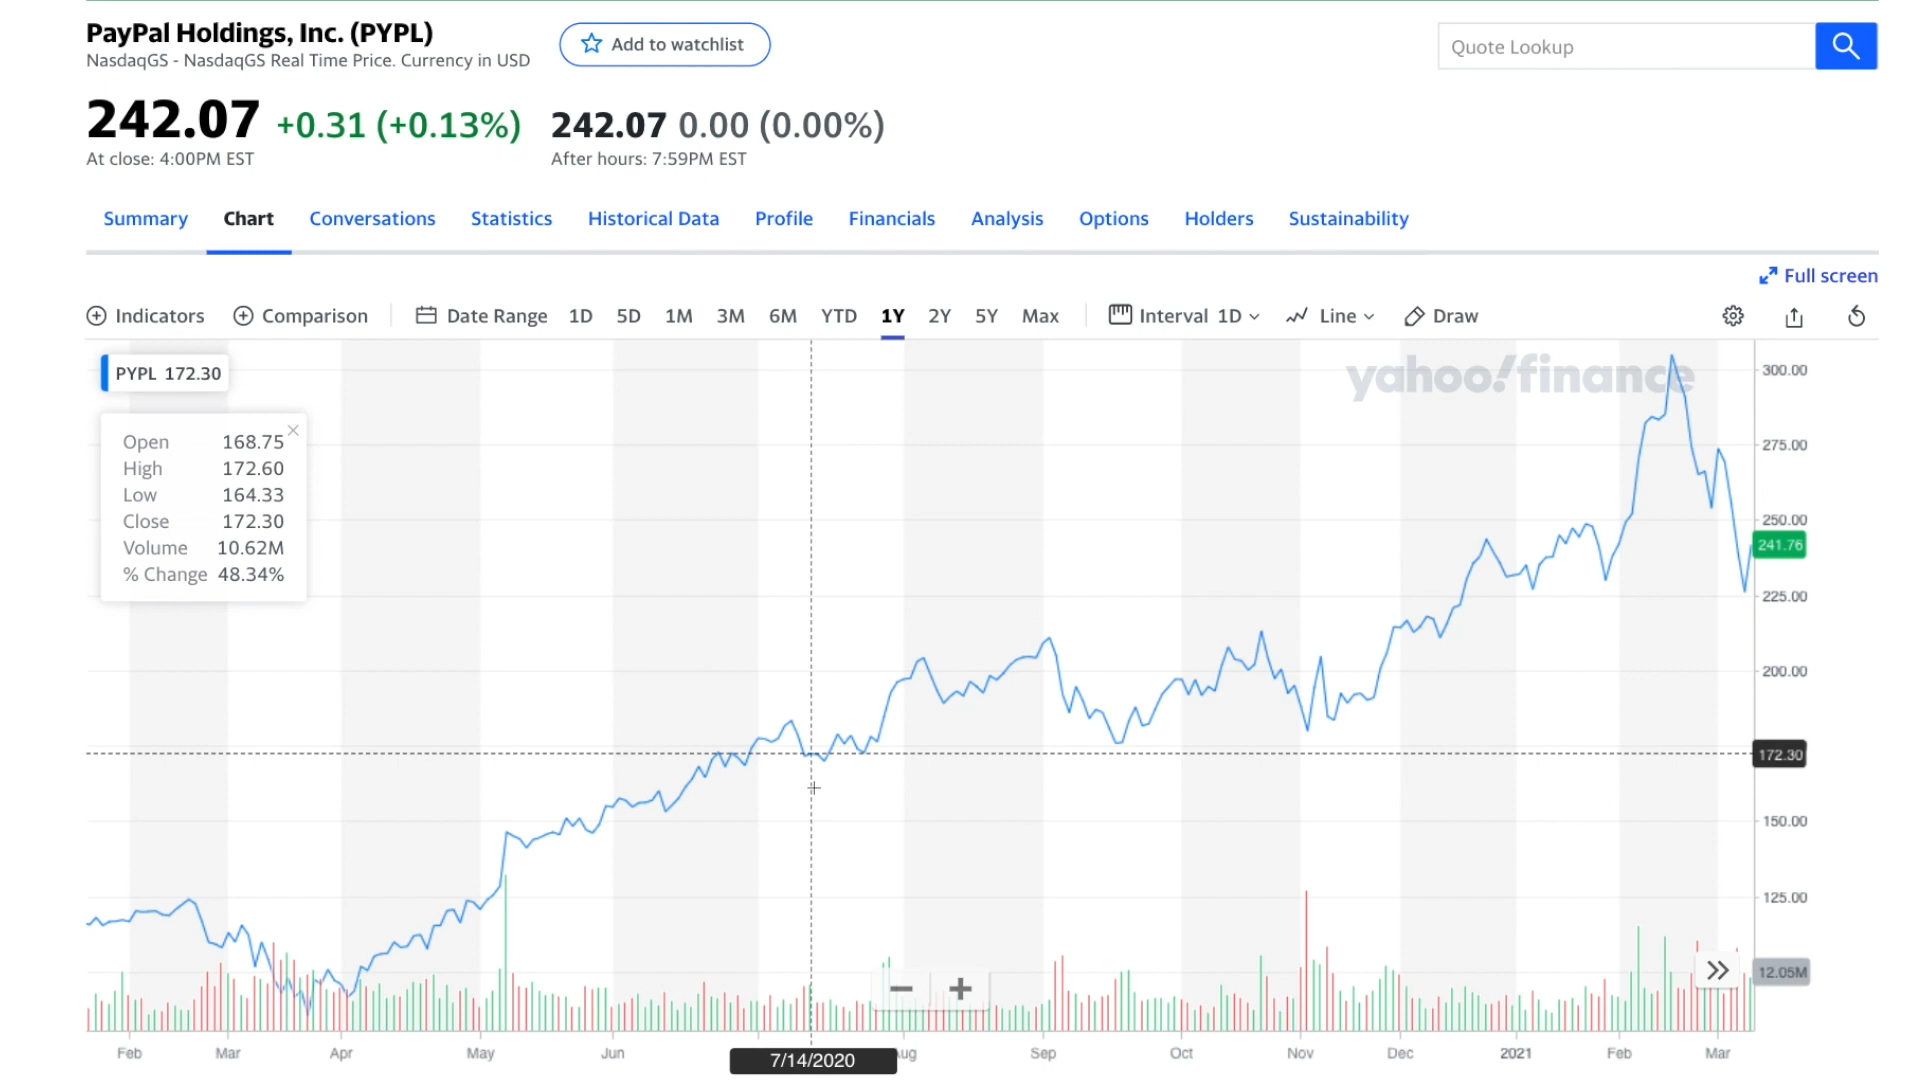 PayPal Holdings, Inc. (PYPL)
Add to watchlist
Quote Lookup
NasdaqGS - NasdaqGS Real Time Price. Currency in USD
242.07 +0.31 (+0.13%) 242.07 0.00 (0.00%)
At close: 4:00PM EST After hours: 7:59PM EST
Summary Chart Conversations Statistics Historical Data Profile Financials Analysis Options Holders Sustainability
Full screen
Indicators Comparison Date Range 1D 5D 1M 3M 6M YTD 1Y 2Y 5Y Max Interval 1D Line Draw
yahoo!finance
PYPL 172.30
Open 168.75
High 172.60
Low 164.33
Close 172.30
Volume 10.62M
% Change 48.34%
300.00
275.00
250.00
241.76
225.00
200.00
172.30
150.00
125.00
12.05M
Feb Mar Apr May Jun ug Sep Oct Nov Dec 2021 Feb Mar
7/14/2020